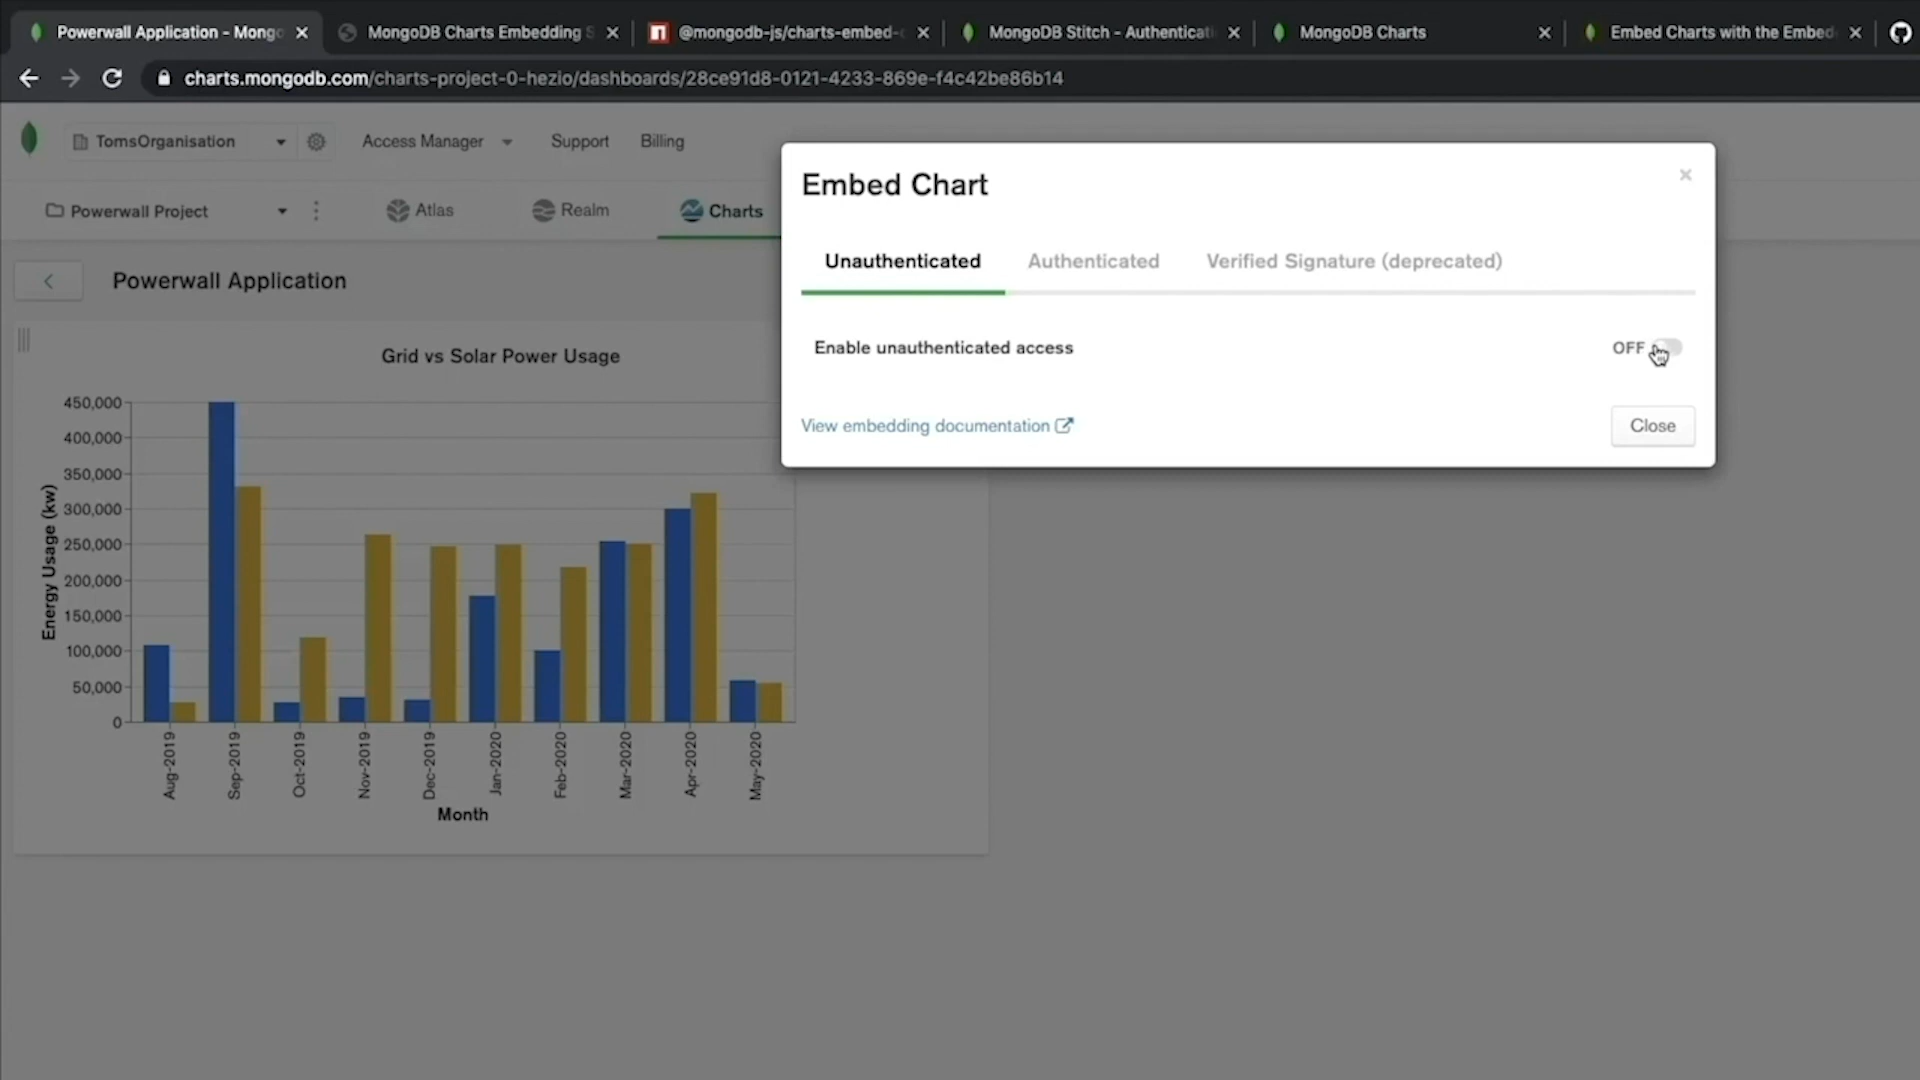 Powerwall Application - Mongo
MongoDB Charts Embedding S
@mongodb-js/charts-embed-
MongoDB Stitch - Authenticati
MongoDB Charts
Embed Charts with the Embed
charts.mongodb.com/charts-project-0-hezio/dashboards/28ce91d8-0121-4233-869e-f4c42be86b14
TomsOrganisation
Access Manager
Support
Billing
Powerwall Project
Atlas
Realm
Charts
Powerwall Application
Embed Chart
Unauthenticated
Authenticated
Verified Signature (deprecated)
Enable unauthenticated access
OFF
View embedding documentation
Close
Grid vs Solar Power Usage
Energy Usage (kw)
450,000
400,000
350,000
300,000
250,000
200,000
150,000
100,000
50,000
0
Aug-2019
Sep-2019
Oct-2019
Nov-2019
Dec-2019
Jan-2020
Feb-2020
Mar-2020
Apr-2020
May-2020
Month